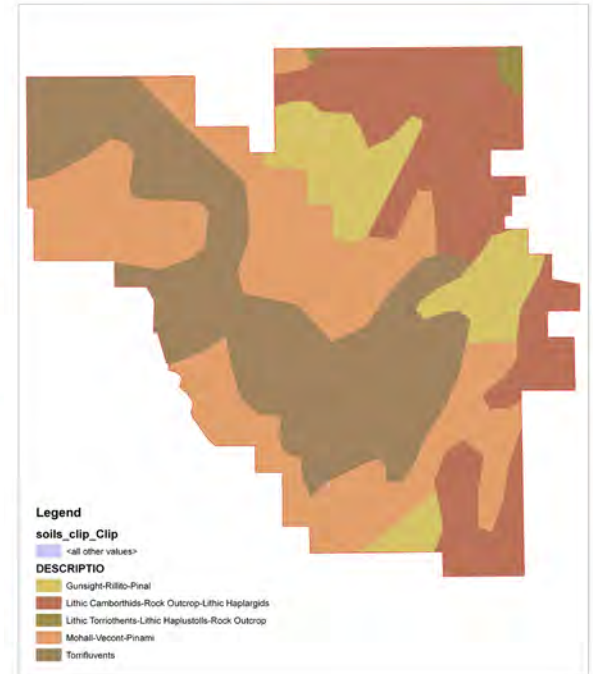 Legend
soils_clip_Clip
<all other values>
DESCRIPTIO
Gunsight-Rillito-Pinal
Lithic Camborthids-Rock Outcrop-Lithic Haplargids
Lithic Torriothents-Lithic Haplustolls-Rock Outcrop
Mohall-Vecont-Pinami
Torrifluvents